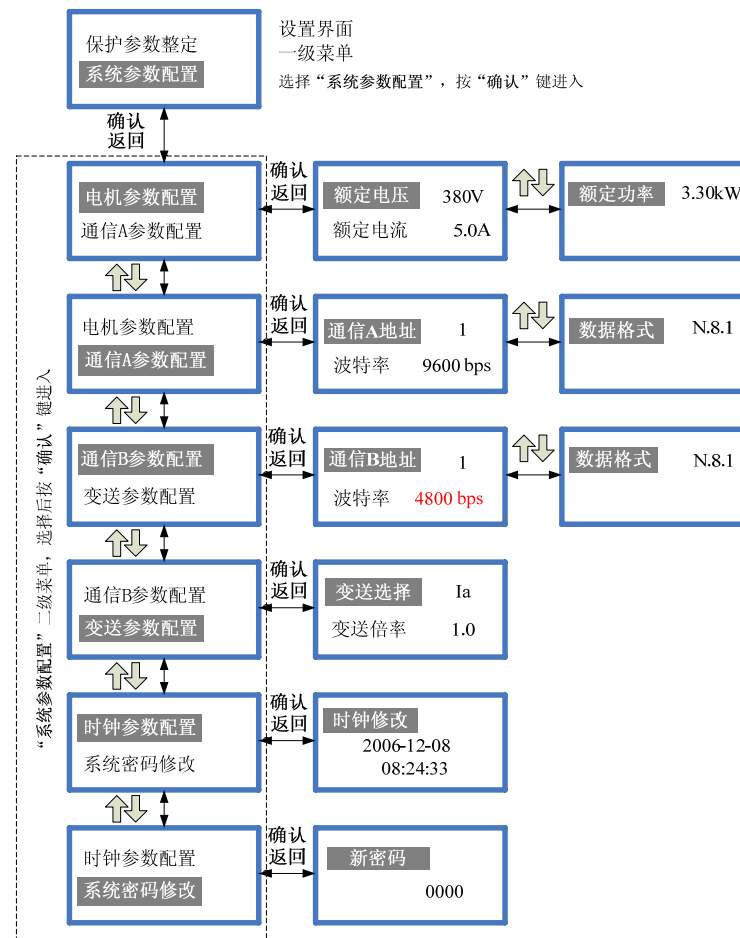 保护参数整定
系统参数配置
设置界面
一级菜单
选择“系统参数配置”，按“确认”键进入
确认
返回
“系统参数配置”二级菜单，选择后按“确认”键进入
电机参数配置
通信A参数配置
确认
返回
额定电压 380V
额定电流 5.0A
额定功率 3.30kW
电机参数配置
通信A参数配置
确认
返回
通信A地址 1
波特率 9600 bps
数据格式 N.8.1
通信B参数配置
变送参数配置
确认
返回
通信B地址 1
波特率 4800 bps
数据格式 N.8.1
通信B参数配置
变送参数配置
确认
返回
变送选择 Ia
变送倍率 1.0
时钟参数配置
系统密码修改
确认
返回
时钟修改
2006-12-08
08:24:33
时钟参数配置
系统密码修改
确认
返回
新密码
0000